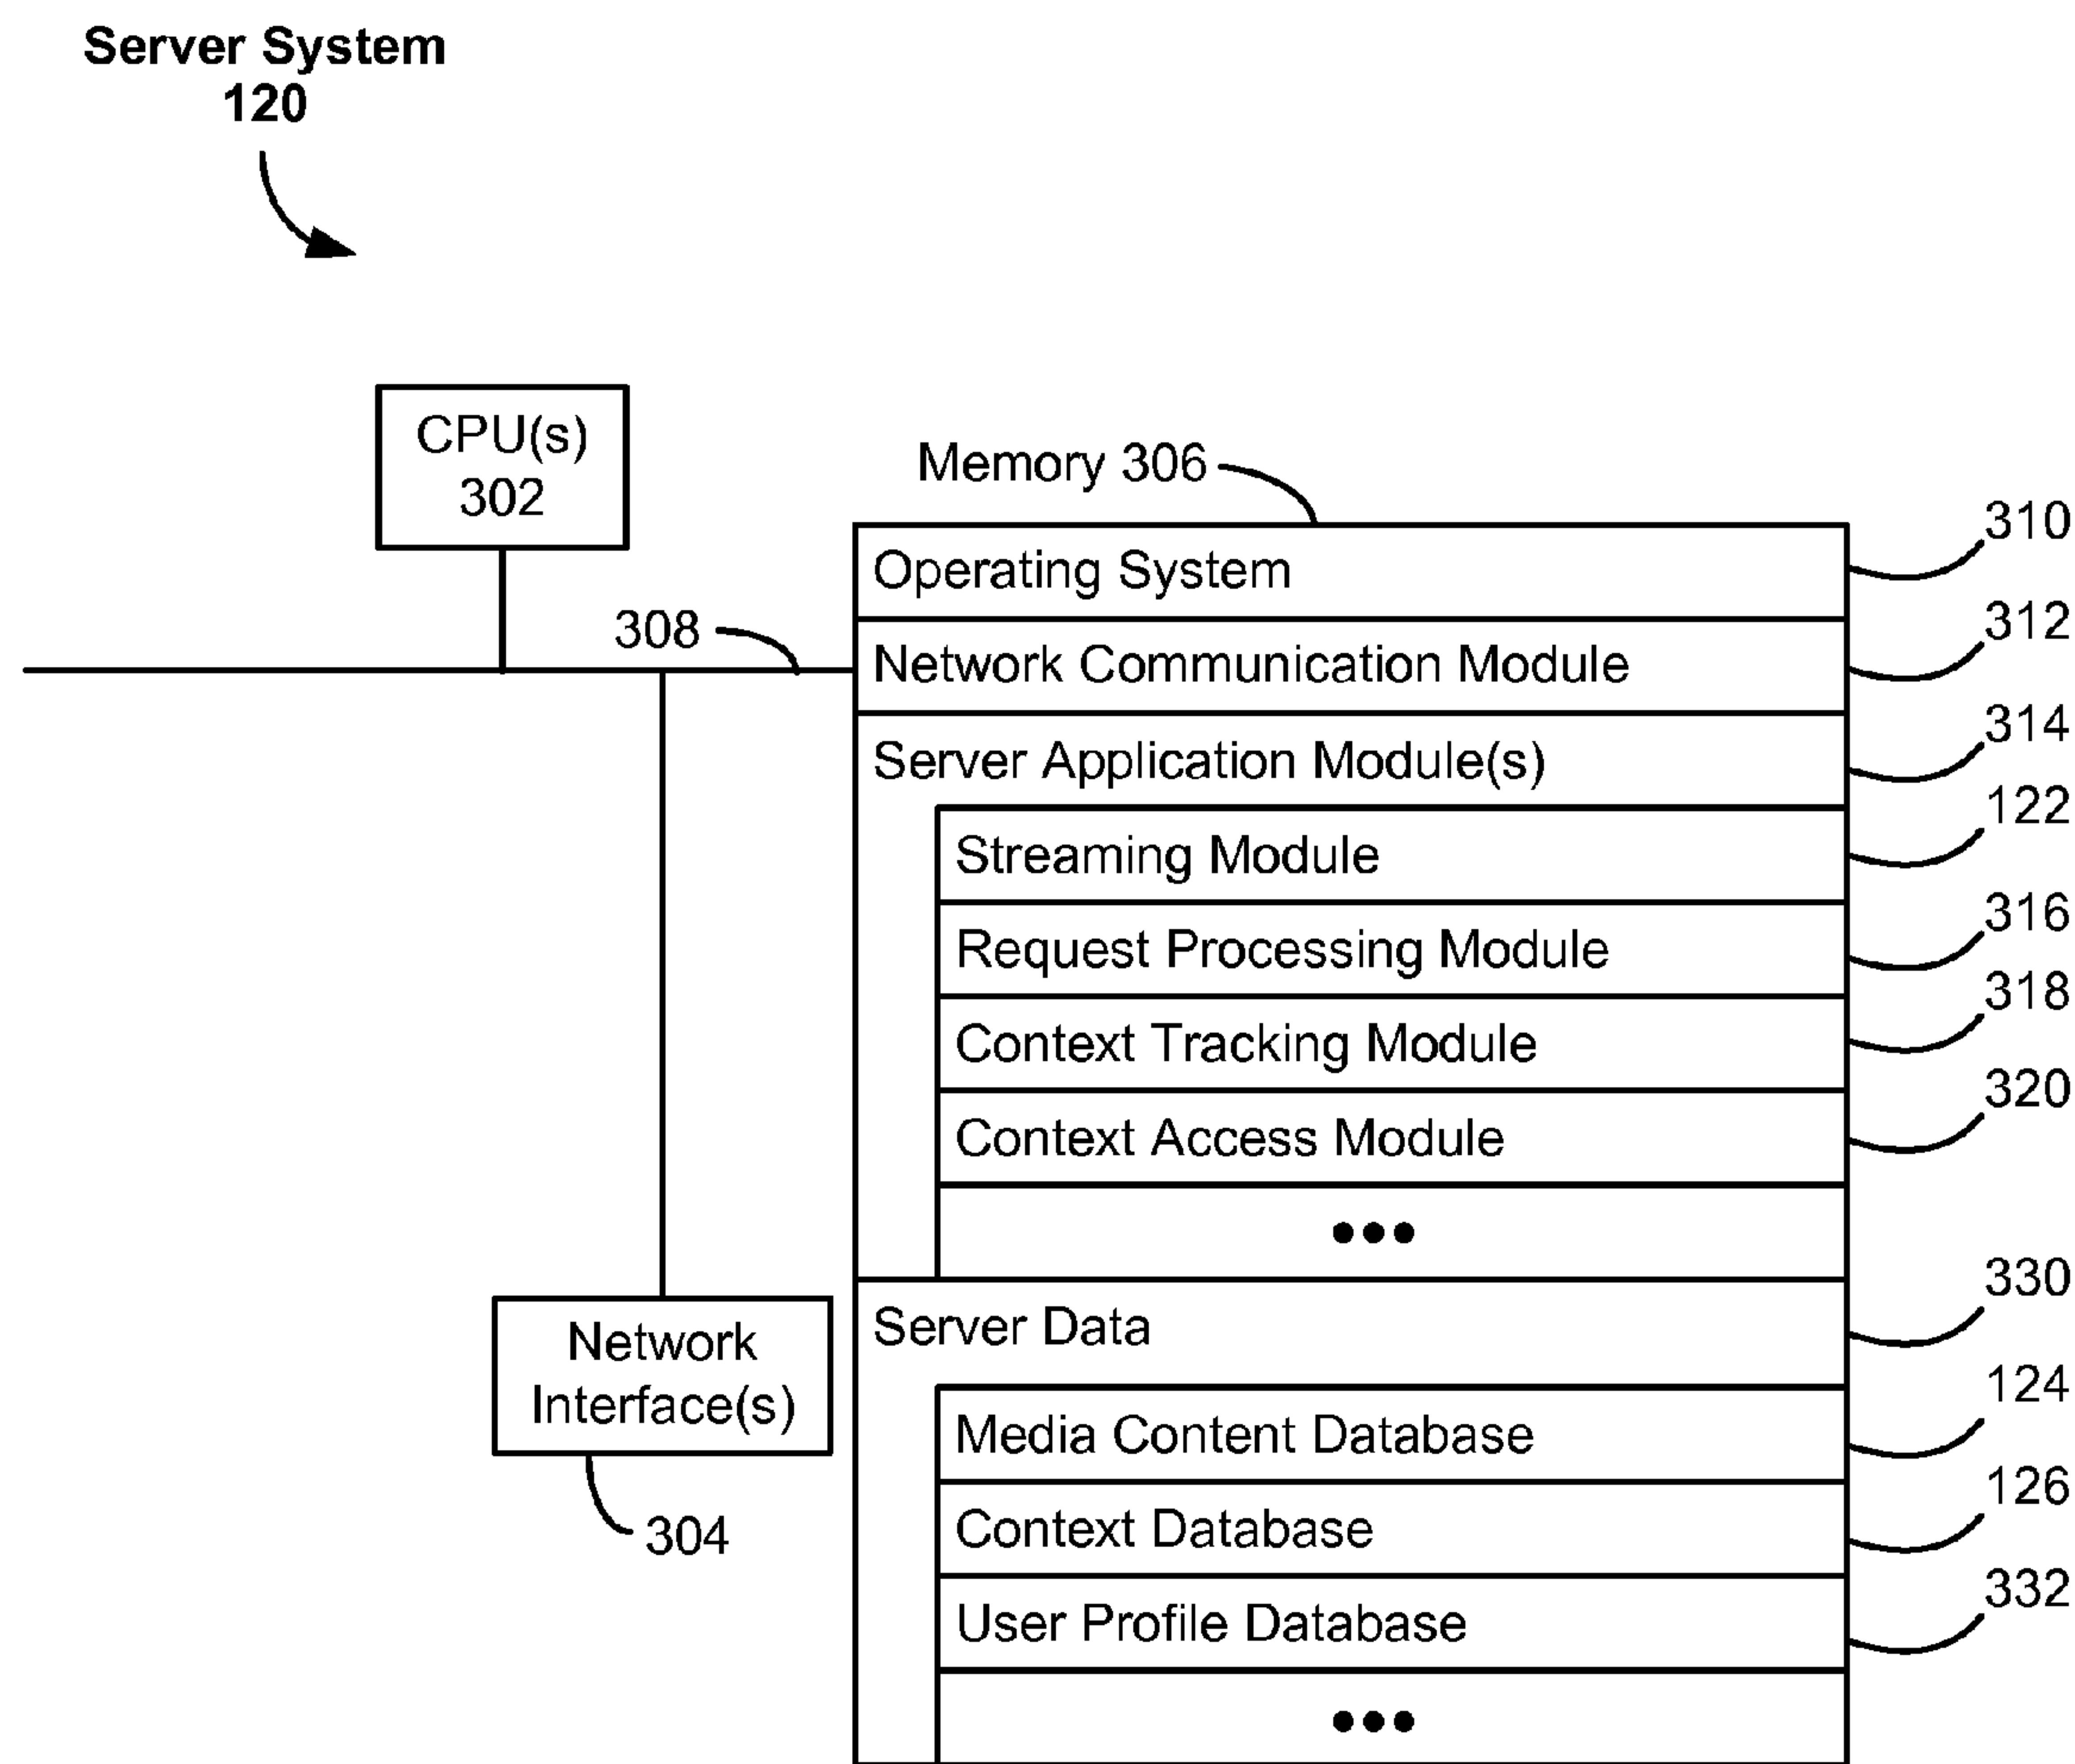 Server System
120
CPU(s)
302
Memory 306
310
Operating System
308
312
Network Communication Module
314
Server Application Module(s)
122
Streaming Module
316
Request Processing Module
318
Context Tracking Module
320
Context Access Module
•••
330
Server Data
Network
Interface(s)
304
124
Media Content Database
126
Context Database
332
User Profile Database
•••